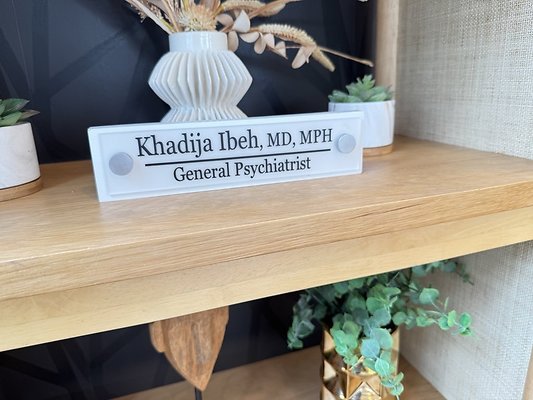 Khadija Ibeh, MD, MPH
General Psychiatrist